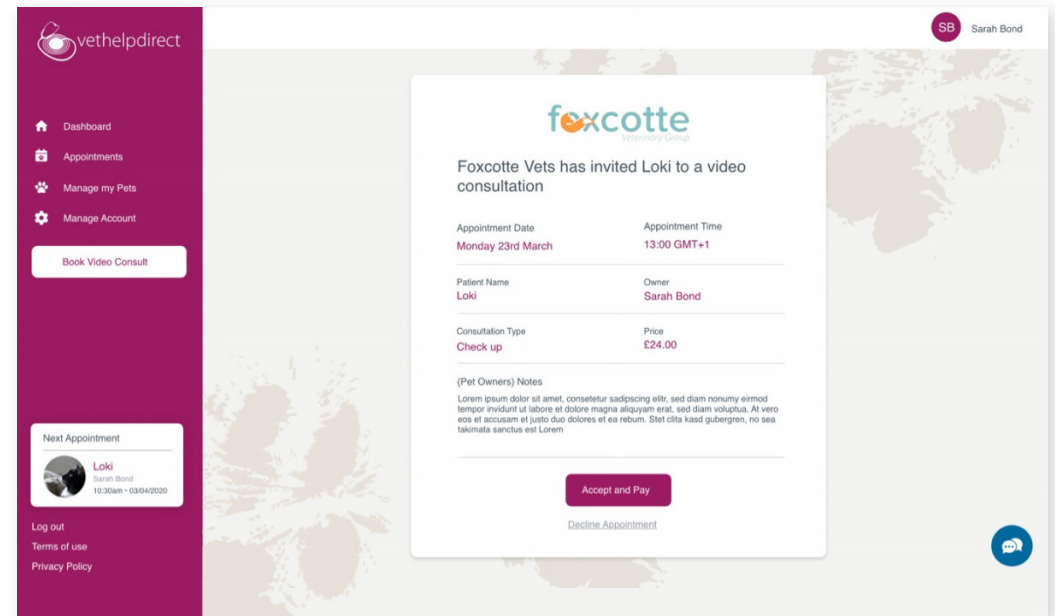 vethelpdirect
SB
Sarah Bond
Dashboard
Appointments
Manage my Pets
Manage Account
Book Video Consult
Next Appointment
Loki
Sarah Bond
10:30am • 03/04/2020
Log out
Terms of use
Privacy Policy
foxcotte
Veterinary Group
Foxcotte Vets has invited Loki to a video
consultation
Appointment Date
Appointment Time
Monday 23rd March
13:00 GMT+1
Patient Name
Owner
Loki
Sarah Bond
Consultation Type
Price
Check up
£24.00
(Pet Owners) Notes
Lorem ipsum dolor sit amet, consetetur sadipscing elitr, sed diam nonumy eirmod
tempor invidunt ut labore et dolore magna aliquyam erat, sed diam voluptua. At vero
eos et accusam et justo duo dolores et ea rebum. Stet clita kasd gubergren, no sea
takimata sanctus est Lorem
Accept and Pay
Decline Appointment